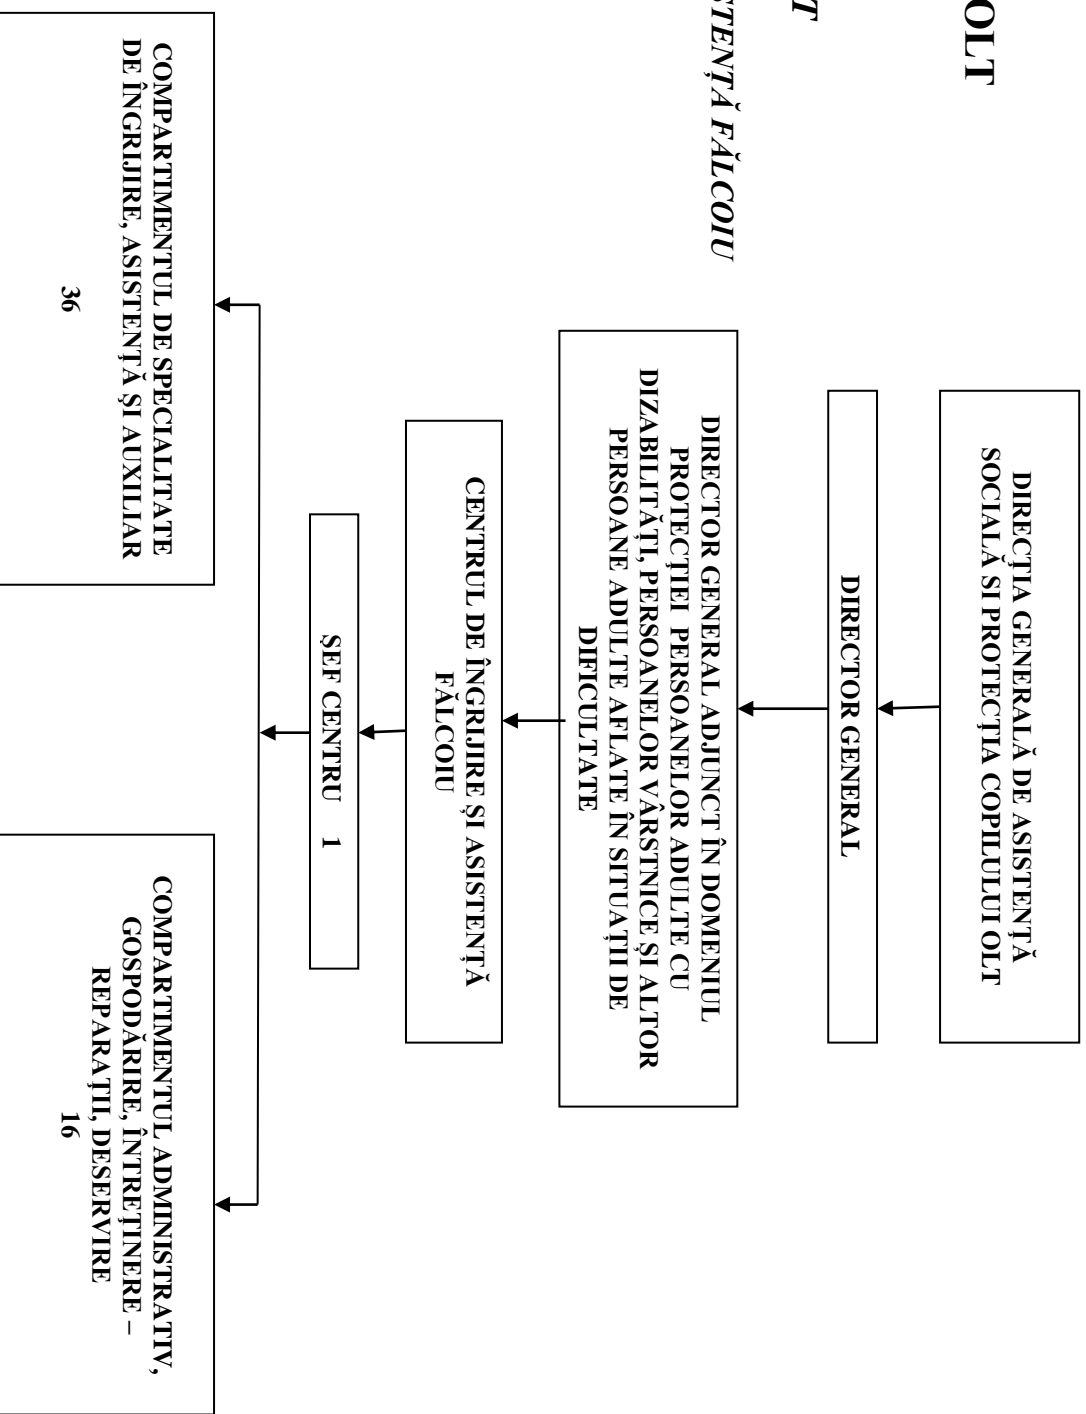 OLT
T
STENȚĂ FĂLCOIU
DIRECȚIA GENERALĂ DE ASISTENȚĂ
SOCIALĂ SI PROTECȚIA COPILULUI OLT
DIRECTOR GENERAL
DIRECTOR GENERAL ADJUNCT ÎN DOMENIUL
PROTECȚIEI PERSOANELOR ADULTE CU
DIZABILITĂȚI, PERSOANELOR VÂRSTNICE ȘI ALTOR
PERSOANE ADULTE AFLATE ÎN SITUAȚII DE
DIFICULTATE
CENTRUL DE ÎNGRIJIRE ȘI ASISTENȚĂ
FĂLCOIU
ȘEF CENTRU 1
COMPARTIMENTUL DE SPECIALITATE
DE ÎNGRIJIRE, ASISTENȚĂ ȘI AUXILIAR
36
COMPARTIMENTUL ADMINISTRATIV,
GOSPODĂRIRE, ÎNTREȚINERE –
REPARAȚII, DESERVIRE
16